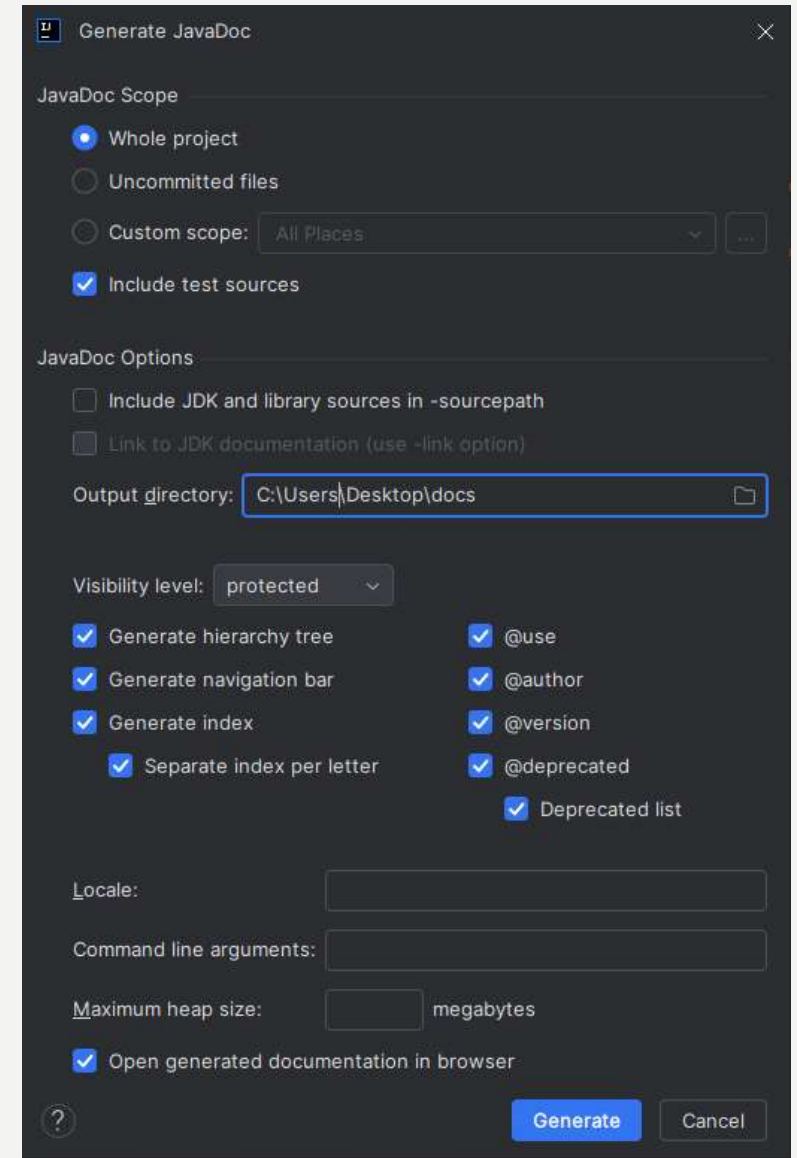 IJ
Generate JavaDoc
JavaDoc Scope
Whole project
Uncommitted files
Custom scope: All Places ...
Include test sources
JavaDoc Options
Include JDK and library sources in -sourcepath
Link to JDK documentation (use -link option)
Output directory: C:\Users\Desktop\docs
Visibility level: protected
Generate hierarchy tree @use
Generate navigation bar @author
Generate index @version
Separate index per letter @deprecated
Deprecated list
Locale:
Command line arguments:
Maximum heap size: megabytes
Open generated documentation in browser
? Generate Cancel